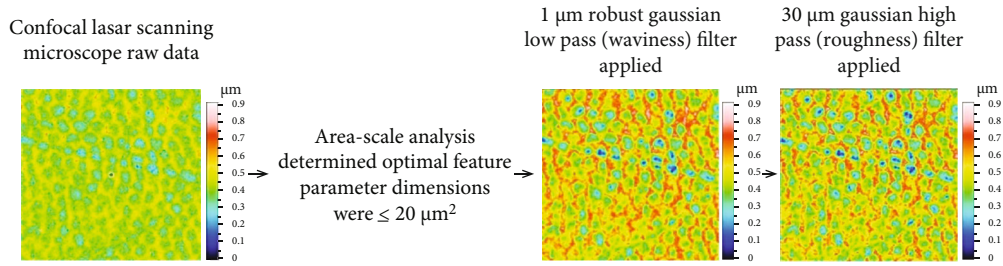 Confocal lasar scanning
microscope raw data
μm
0.9
0.8
0.7
0.6
0.5
0.4
0.3
0.2
0.1
0
Area-scale analysis
determined optimal feature
parameter dimensions
were ≤ 20 μm²
1 μm robust gaussian
low pass (waviness) filter
applied
μm
0.9
0.8
0.7
0.6
0.5
0.4
0.3
0.2
0.1
0
30 μm gaussian high
pass (roughness) filter
applied
μm
0.9
0.8
0.7
0.6
0.5
0.4
0.3
0.2
0.1
0